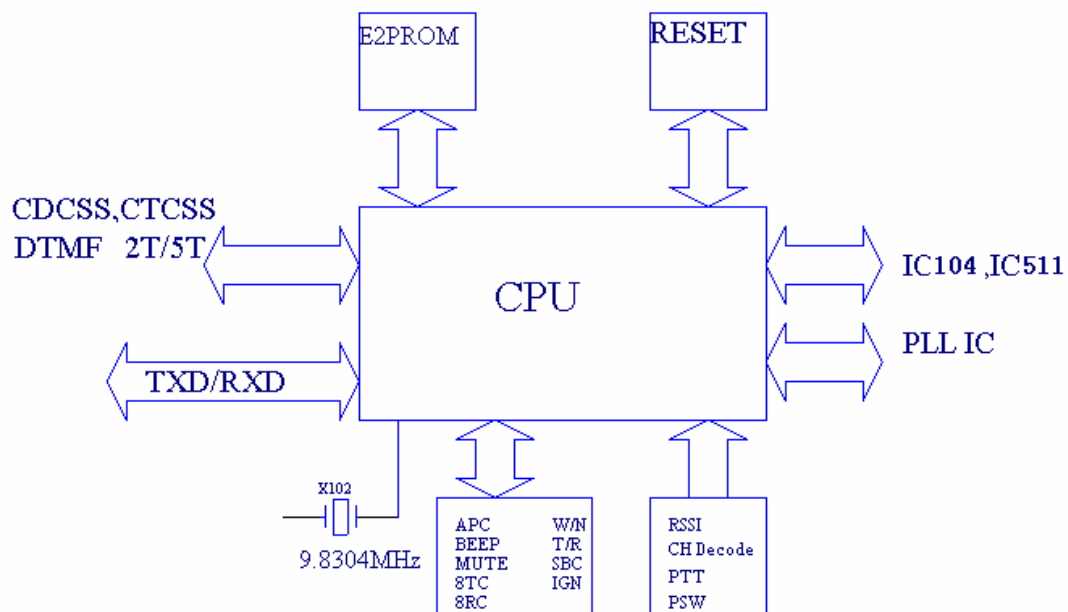 E2PROM
RESET
CDCSS,CTCSS
DTMF 2T/5T
CPU
IC104 ,IC511
PLL IC
TXD/RXD
X102
9.8304MHz
APC W/N
BEEP T/R
MUTE SBC
8TC IGN
8RC
RSSI
CH Decode
PTT
PSW